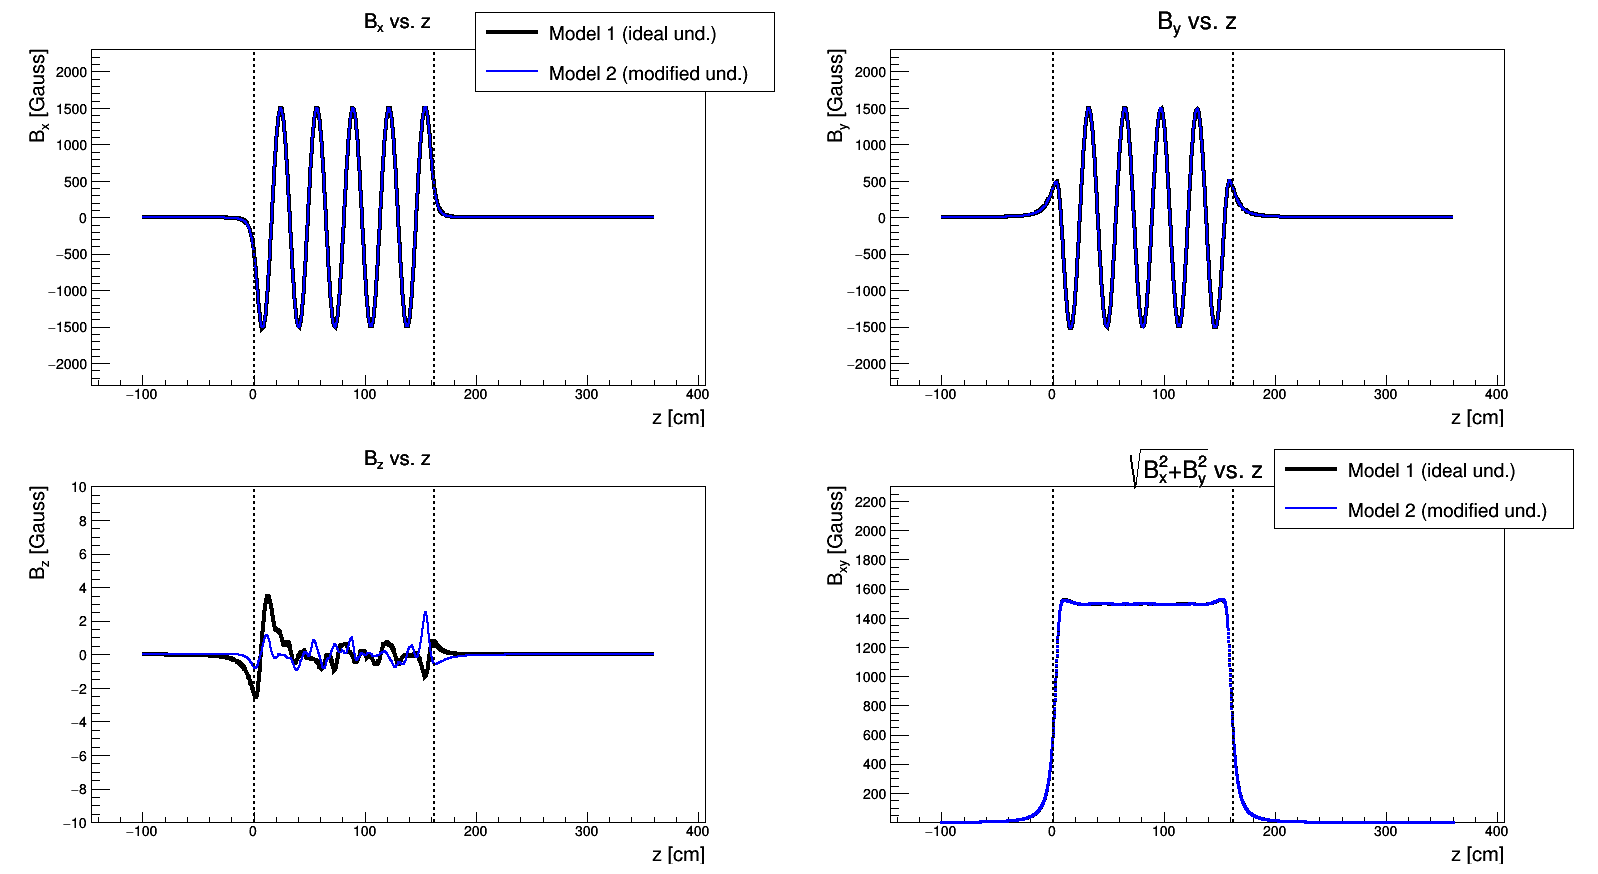 Bx vs. z
Model 1 (ideal und.)
Model 2 (modified und.)
Bx [Gauss]
2000
1500
1000
500
0
−500
−1000
−1500
−2000
−100 0 100 200 300 400
z [cm]
By vs. z
By [Gauss]
2000
1500
1000
500
0
−500
−1000
−1500
−2000
−100 0 100 200 300 400
z [cm]
Bz vs. z
Bz [Gauss]
10
8
6
4
2
0
−2
−4
−6
−8
−10
−100 0 100 200 300 400
z [cm]
√Bx²+By² vs. z
Model 1 (ideal und.)
Model 2 (modified und.)
Bxy [Gauss]
2200
2000
1800
1600
1400
1200
1000
800
600
400
200
−100 0 100 200 300 400
z [cm]